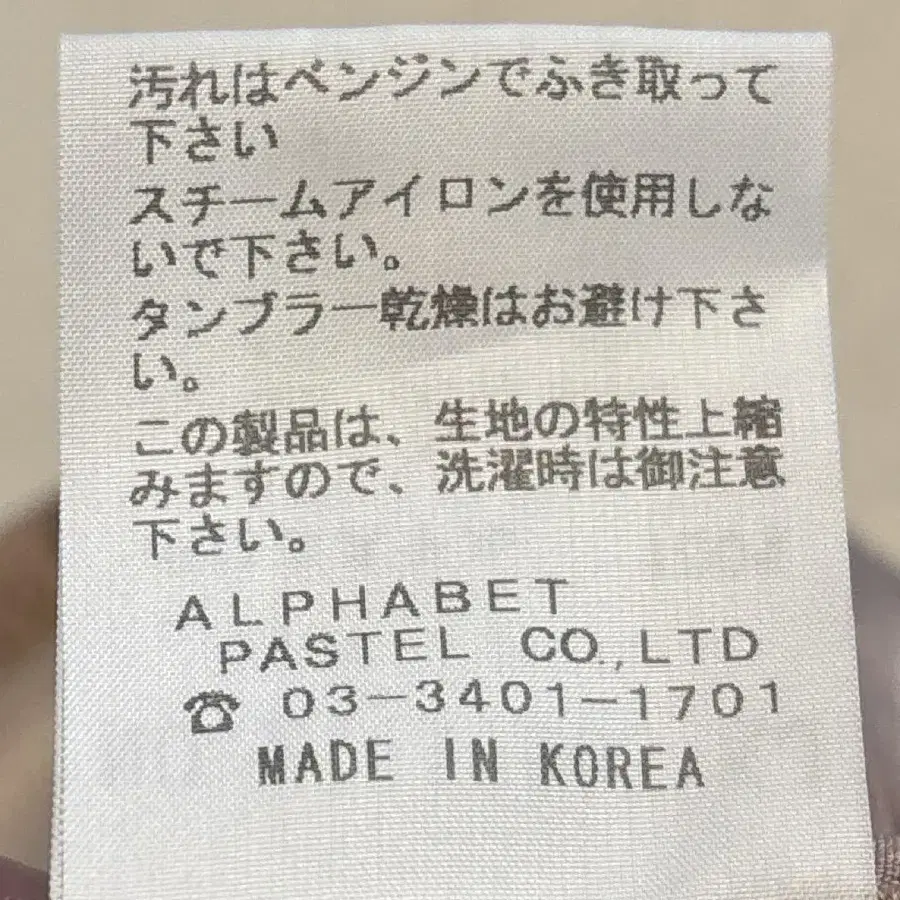 汚れはベンジンでふき取って
下さい
スチームアイロンを使用しな
いで下さい。
タンブラー乾燥はお避け下さ
い。
この製品は、生地の特性上縮
みますので、洗濯時は御注意
下さい。
ALPHABET
PASTEL CO.,LTD
☎ 03-3401-1701
MADE IN KOREA